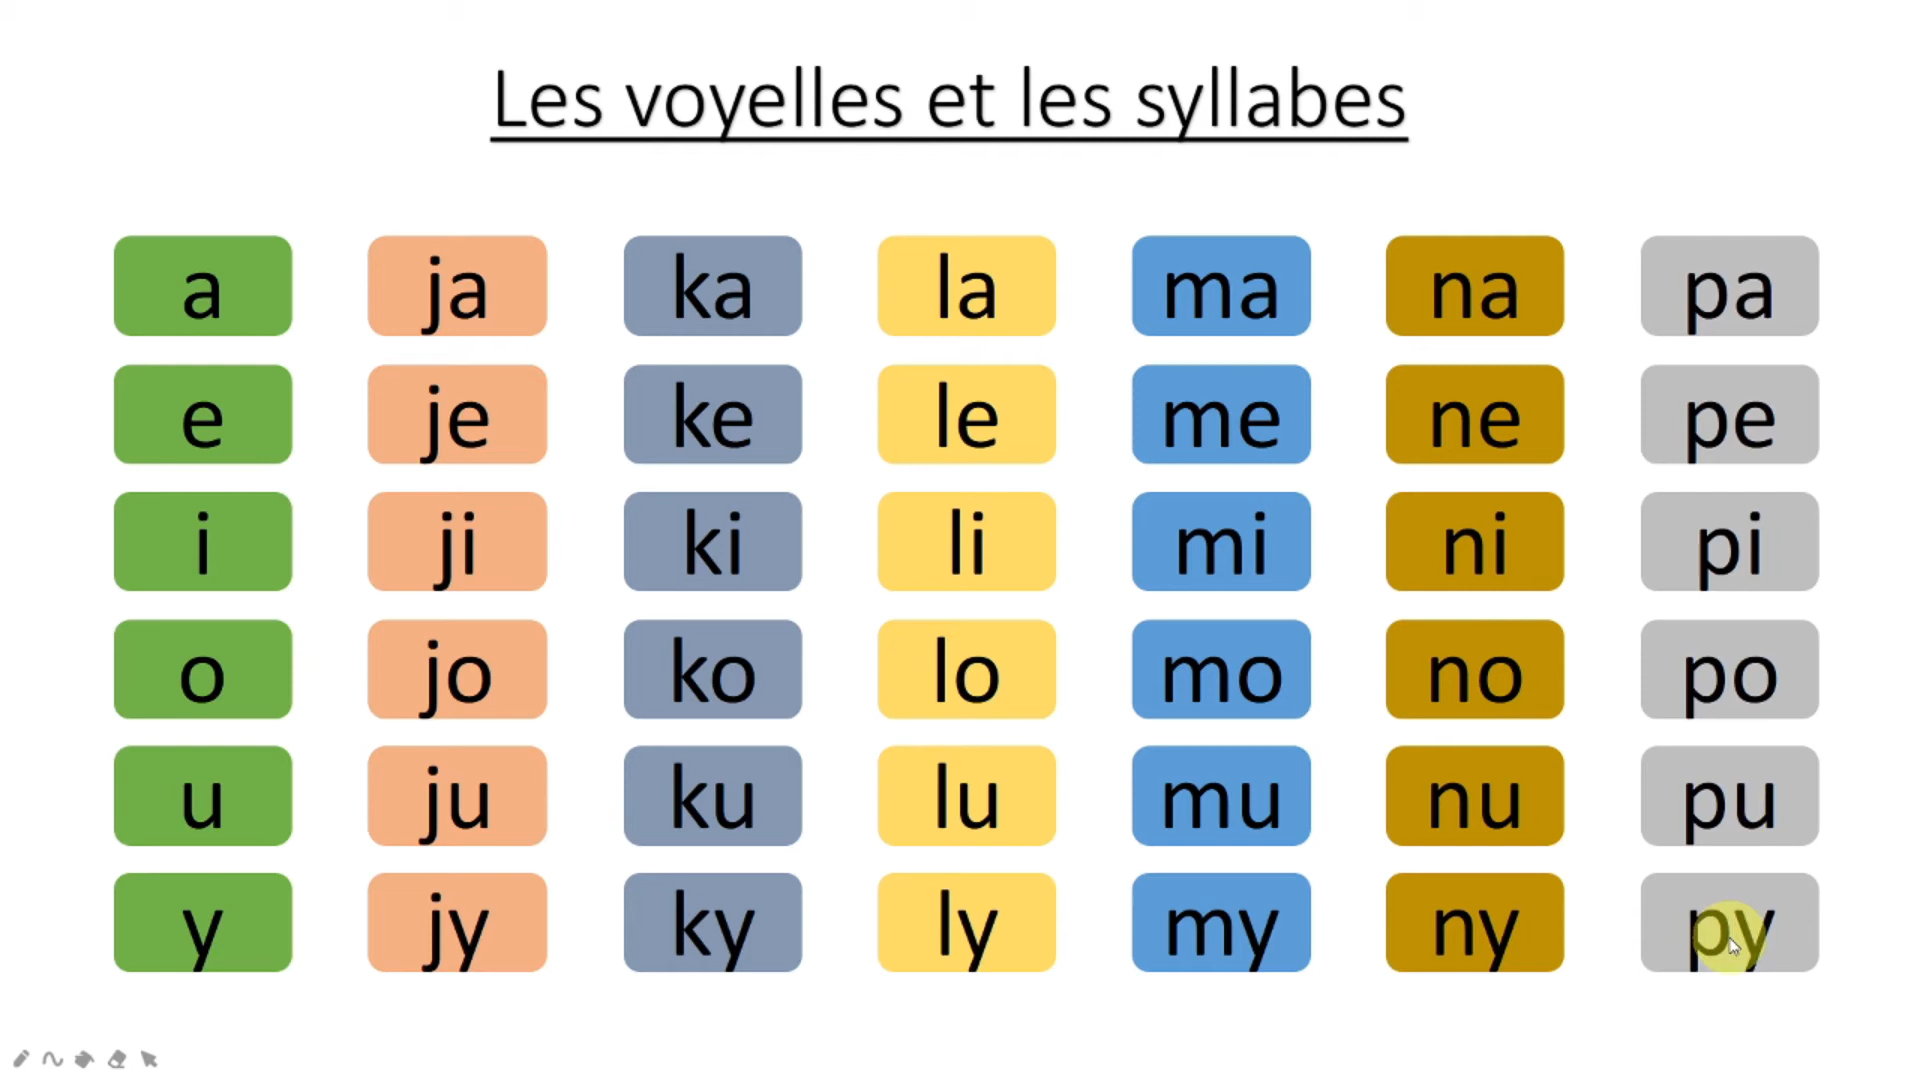 Les voyelles et les syllabes
a ja ka la ma na pa
e je ke le me ne pe
i ji ki li mi ni pi
o jo ko lo mo no po
u ju ku lu mu nu pu
y jy ky ly my ny py